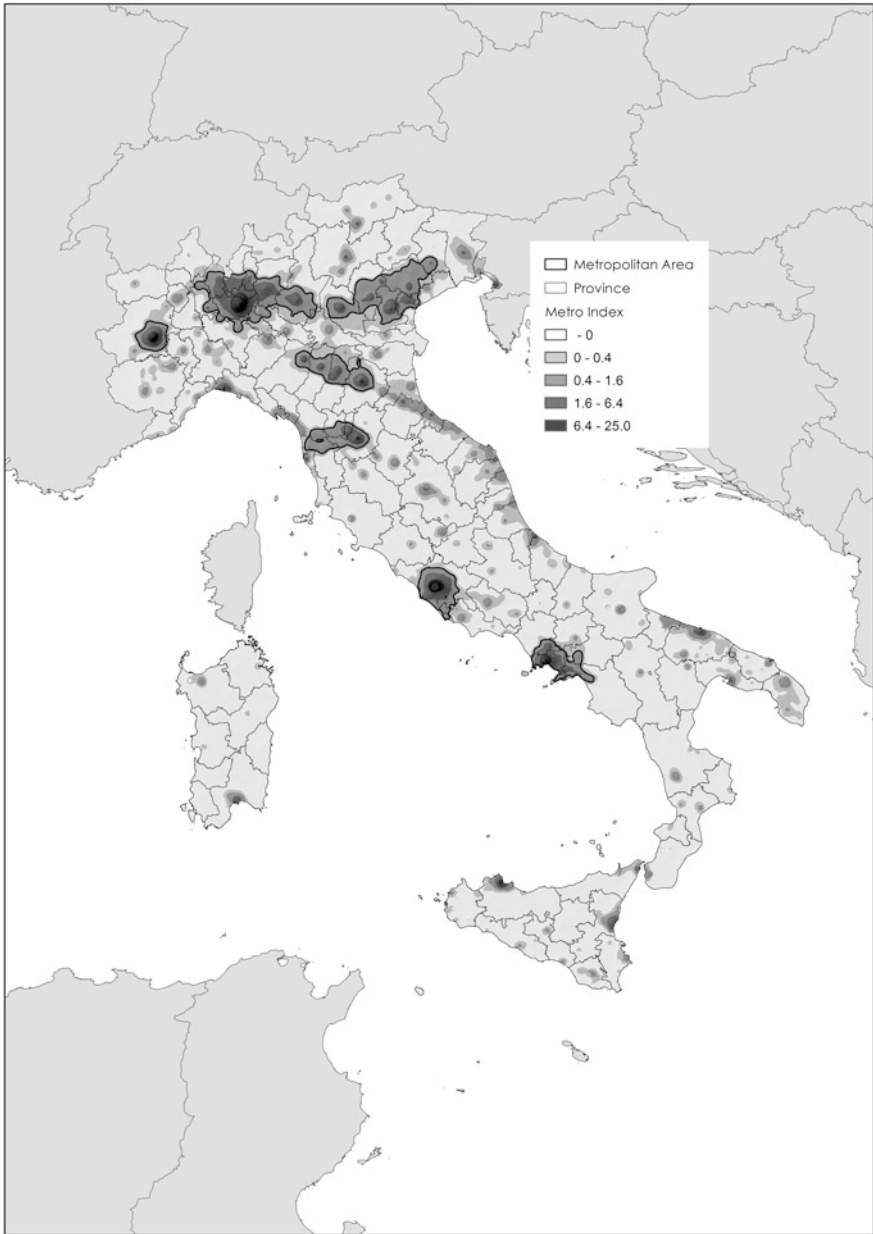 Metropolitan Area
Province
Metro Index
- 0
0 - 0.4
0.4 - 1.6
1.6 - 6.4
6.4 - 25.0